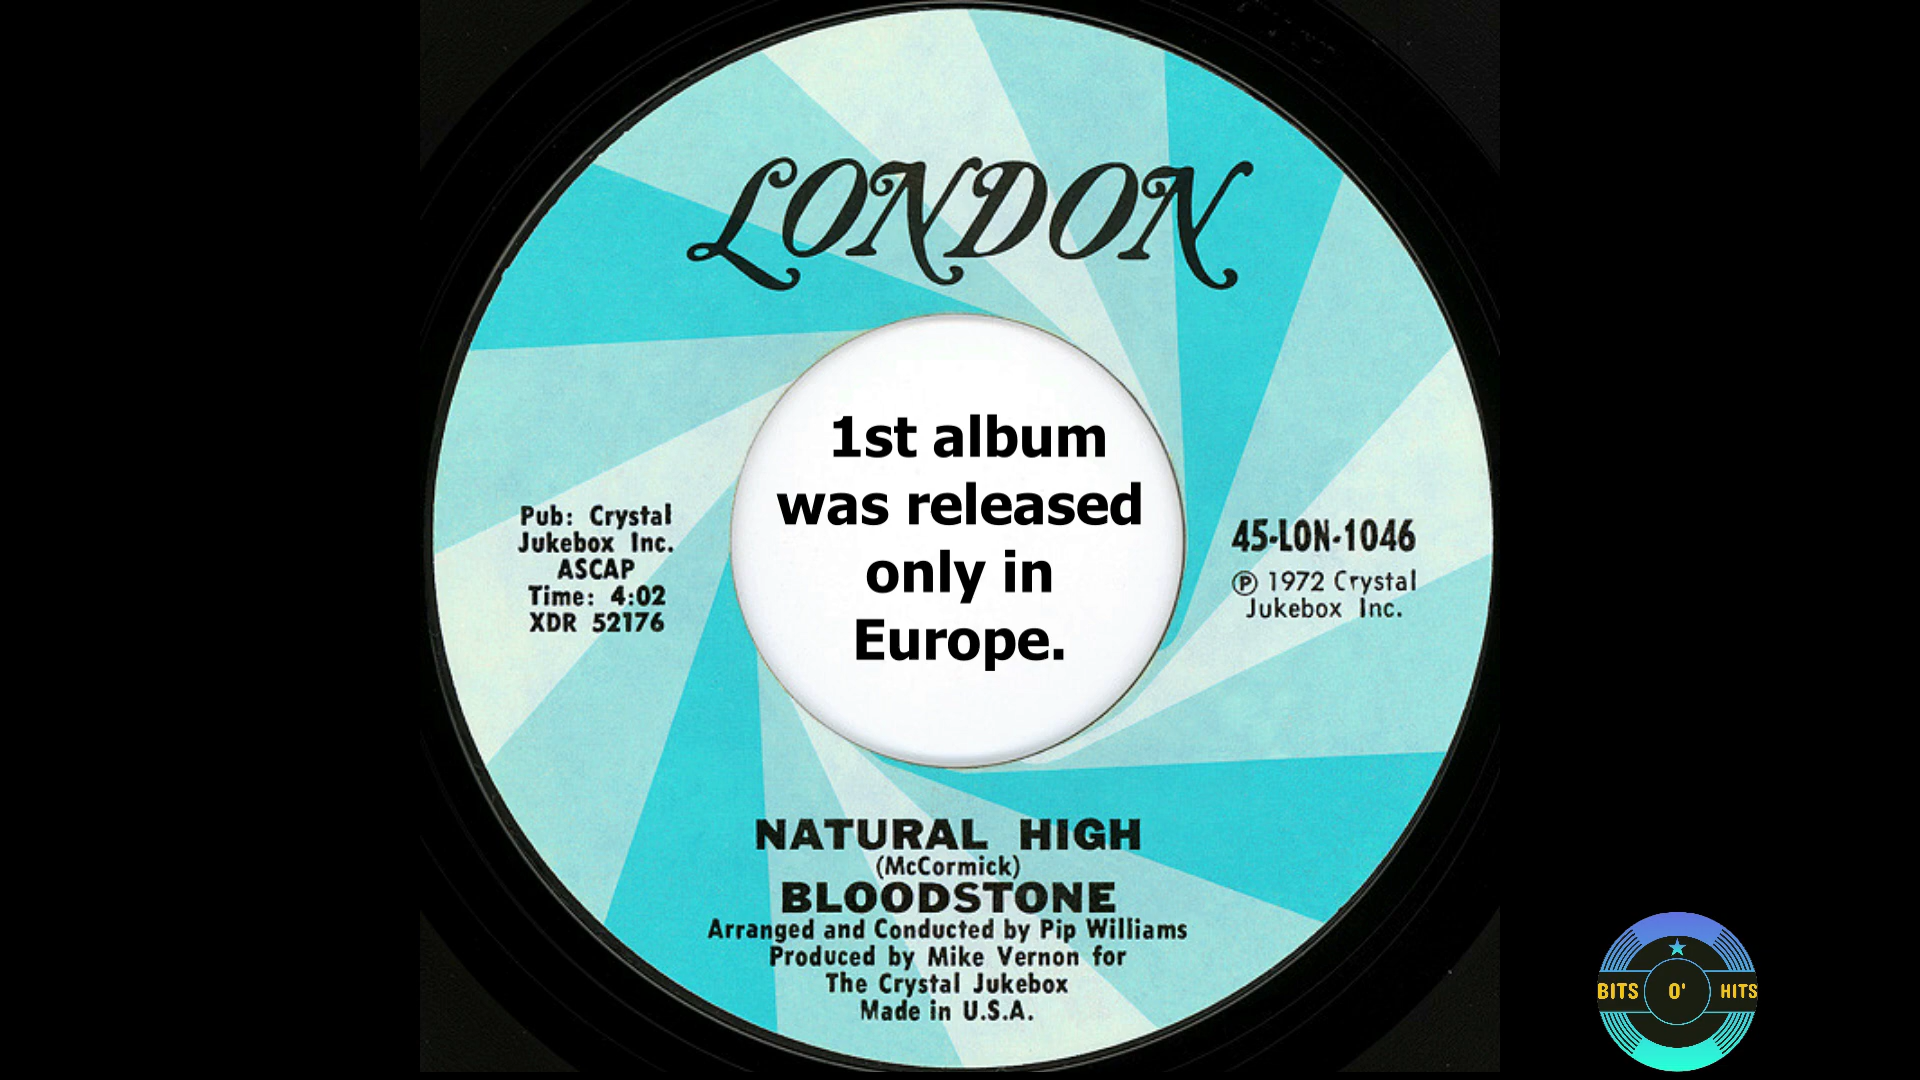 LONDON
1st album
was released
only in
Europe.
Pub: Crystal
Jukebox Inc.
ASCAP
Time: 4:02
XDR 52176
45-LON-1046
℗ 1972 Crystal
Jukebox Inc.
NATURAL HIGH
(McCormick)
BLOODSTONE
Arranged and Conducted by Pip Williams
Produced by Mike Vernon for
The Crystal Jukebox
Made in U.S.A.
BITS O' HITS